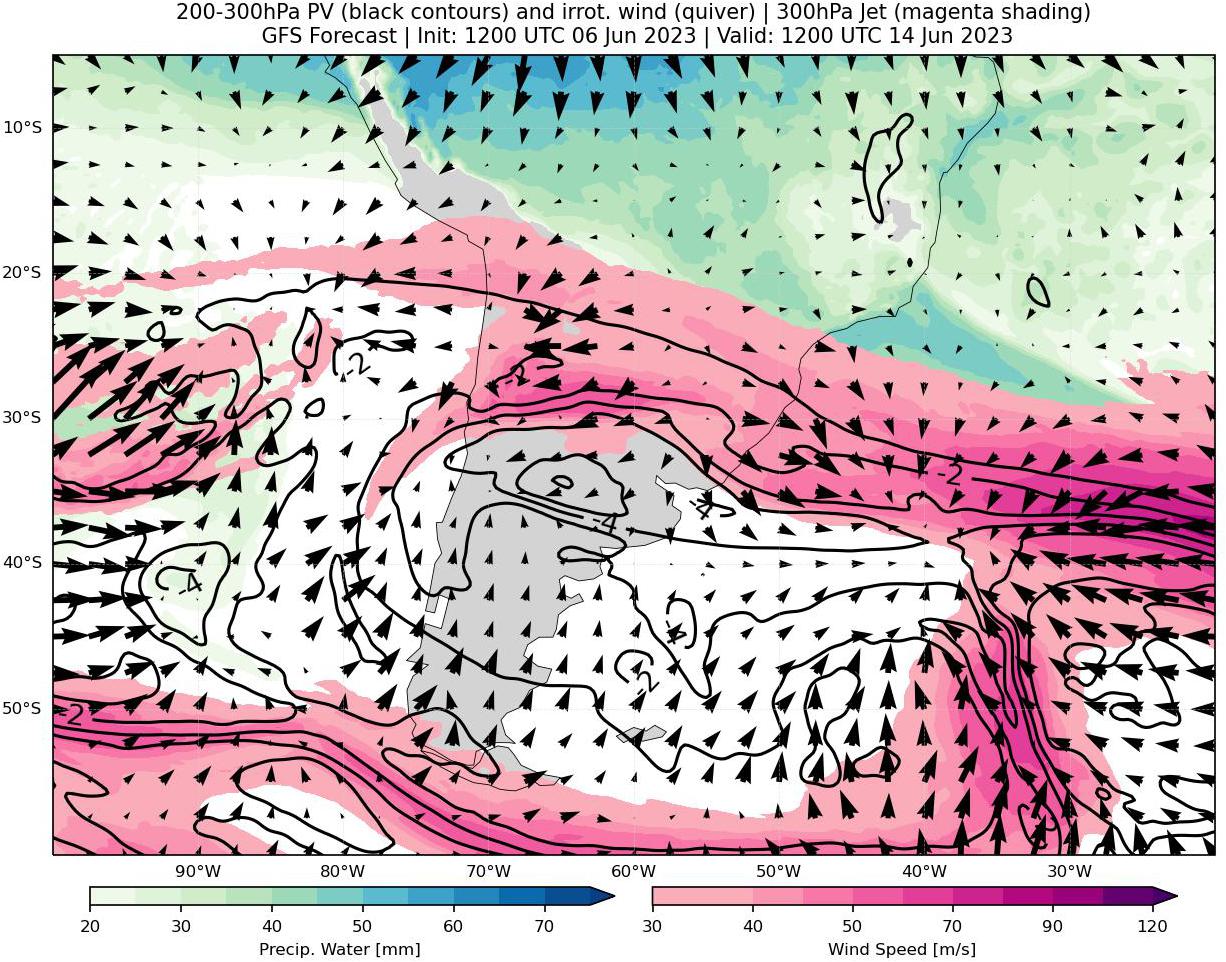 200-300hPa PV (black contours) and irrot. wind (quiver) | 300hPa Jet (magenta shading)
GFS Forecast | Init: 1200 UTC 06 Jun 2023 | Valid: 1200 UTC 14 Jun 2023
10°S
20°S
-2
-2
30°S
-2
-4
-4
40°S
-4
-4
-2
50°S
-2
90°W 80°W 70°W 60°W 50°W 40°W 30°W
20 30 40 50 60 70
30 40 50 70 90 120
Precip. Water [mm]
Wind Speed [m/s]